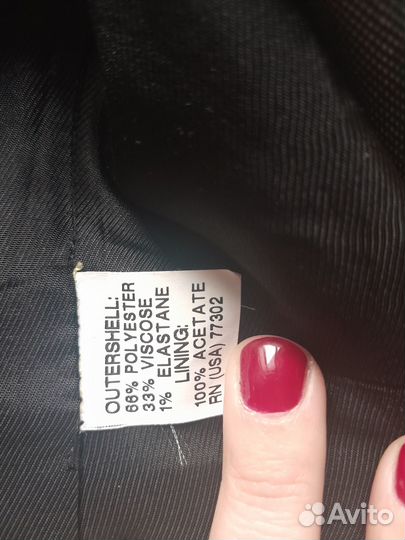 OUTERSHELL:
66% POLYESTER
33% VISCOSE
1% ELASTANE
LINING:
100% ACETATE
RN (USA) 77302
Avito